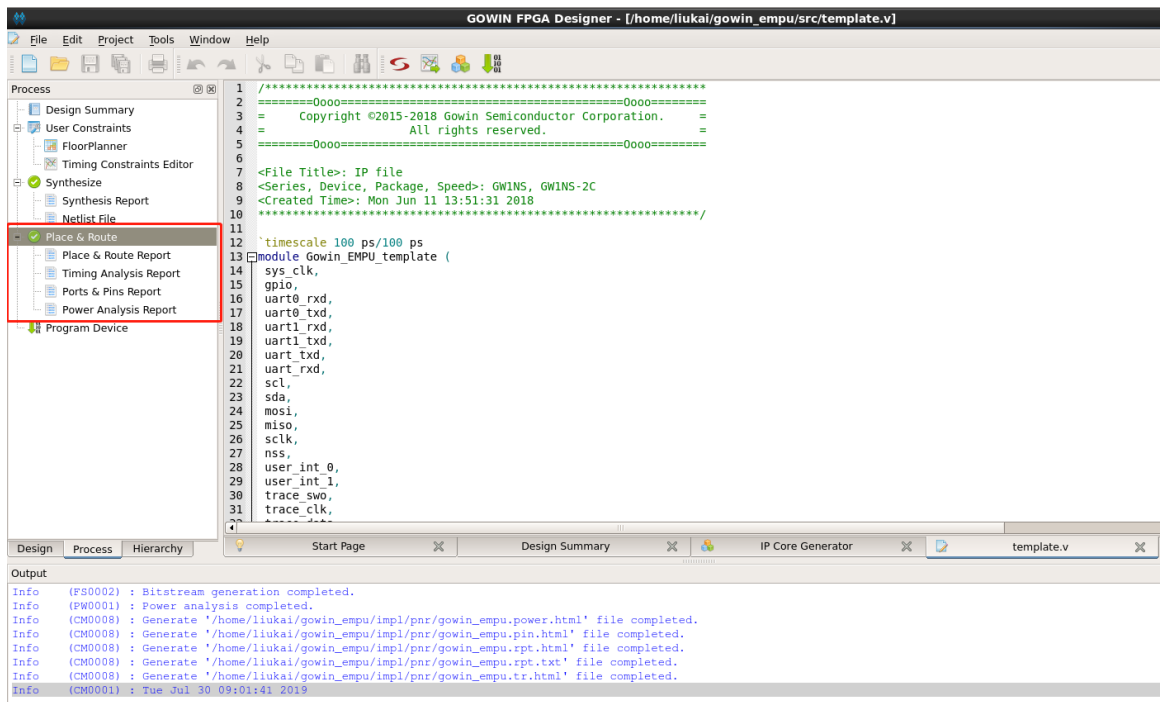 GOWIN FPGA Designer - [/home/liukai/gowin_empu/src/template.v]
File Edit Project Tools Window Help
Process
Design Summary
User Constraints
FloorPlanner
Timing Constraints Editor
Synthesize
Synthesis Report
Netlist File
Place & Route
Place & Route Report
Timing Analysis Report
Ports & Pins Report
Power Analysis Report
Program Device
1 /****************************************************************
2 ========Oooo=========================================Oooo========
3 =     Copyright ©2015-2018 Gowin Semiconductor Corporation.     =
4 =                     All rights reserved.                      =
5 ========Oooo=========================================Oooo========
6
7 <File Title>: IP file
8 <Series, Device, Package, Speed>: GW1NS, GW1NS-2C
9 <Created Time>: Mon Jun 11 13:51:31 2018
10 ****************************************************************/
11
12 `timescale 100 ps/100 ps
13 module Gowin_EMPU_template (
14 sys_clk,
15 gpio,
16 uart0_rxd,
17 uart0_txd,
18 uart1_rxd,
19 uart1_txd,
20 uart_txd,
21 uart_rxd,
22 scl,
23 sda,
24 mosi,
25 miso,
26 sclk,
27 nss,
28 user_int_0,
29 user_int_1,
30 trace_swo,
31 trace_clk,
Design Process Hierarchy
Start Page Design Summary IP Core Generator template.v
Output
Info (FS0002) : Bitstream generation completed.
Info (PW0001) : Power analysis completed.
Info (CM0008) : Generate '/home/liukai/gowin_empu/impl/pnr/gowin_empu.power.html' file completed.
Info (CM0008) : Generate '/home/liukai/gowin_empu/impl/pnr/gowin_empu.pin.html' file completed.
Info (CM0008) : Generate '/home/liukai/gowin_empu/impl/pnr/gowin_empu.rpt.html' file completed.
Info (CM0008) : Generate '/home/liukai/gowin_empu/impl/pnr/gowin_empu.rpt.txt' file completed.
Info (CM0008) : Generate '/home/liukai/gowin_empu/impl/pnr/gowin_empu.tr.html' file completed.
Info (CM0001) : Tue Jul 30 09:01:41 2019